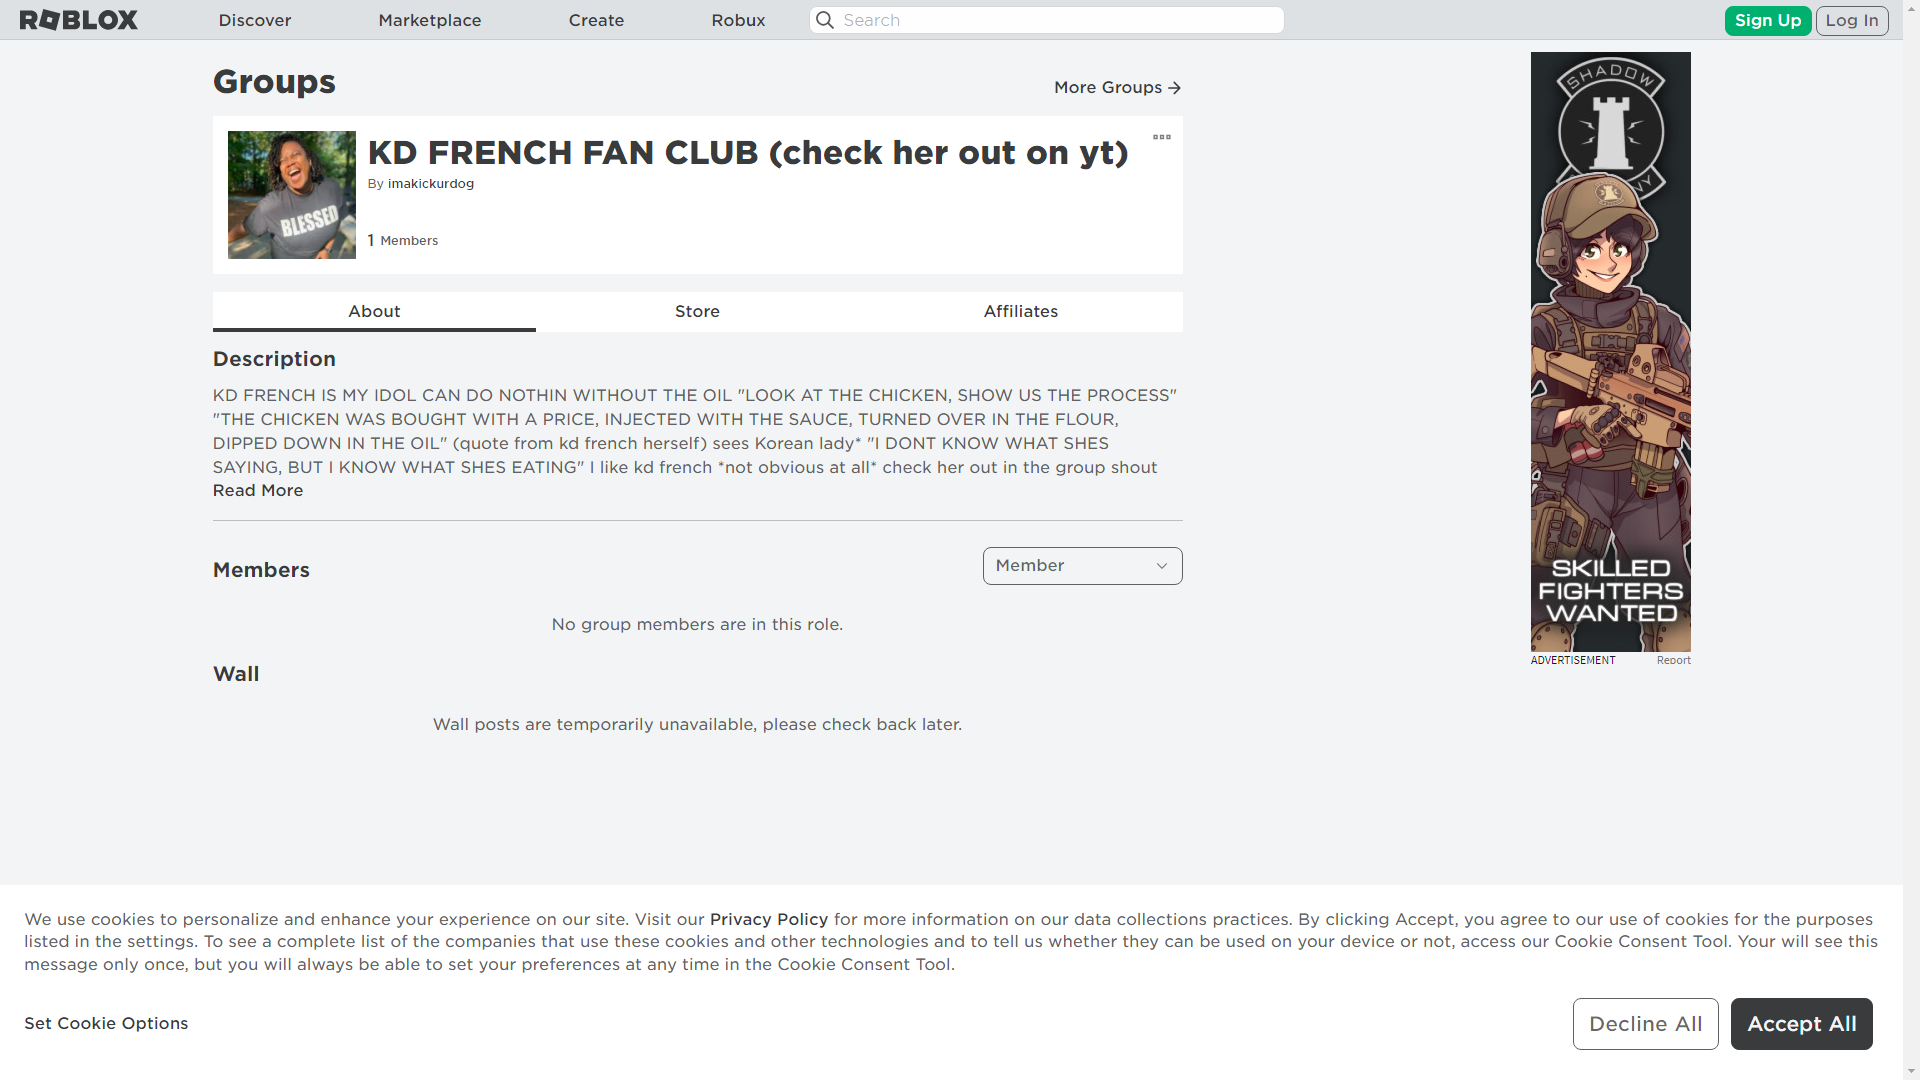 ROBLOX
Discover
Marketplace
Create
Robux
Search
Sign Up
Log In
Groups
More Groups
KD FRENCH FAN CLUB (check her out on yt)
By imakickurdog
BLESSED
1 Members
About
Store
Affiliates
Description
KD FRENCH IS MY IDOL CAN DO NOTHIN WITHOUT THE OIL "LOOK AT THE CHICKEN, SHOW US THE PROCESS"
"THE CHICKEN WAS BOUGHT WITH A PRICE, INJECTED WITH THE SAUCE, TURNED OVER IN THE FLOUR,
DIPPED DOWN IN THE OIL" (quote from kd french herself) sees Korean lady* "I DONT KNOW WHAT SHES
SAYING, BUT I KNOW WHAT SHES EATING" I like kd french *not obvious at all* check her out in the group shout
Read More
Members
Member
No group members are in this role.
Wall
Wall posts are temporarily unavailable, please check back later.
SHADOW
NY
SKILLED
FIGHTERS
WANTED
ADVERTISEMENT
Report
We use cookies to personalize and enhance your experience on our site. Visit our Privacy Policy for more information on our data collections practices. By clicking Accept, you agree to our use of cookies for the purposes
listed in the settings. To see a complete list of the companies that use these cookies and other technologies and to tell us whether they can be used on your device or not, access our Cookie Consent Tool. Your will see this
message only once, but you will always be able to set your preferences at any time in the Cookie Consent Tool.
Set Cookie Options
Decline All
Accept All